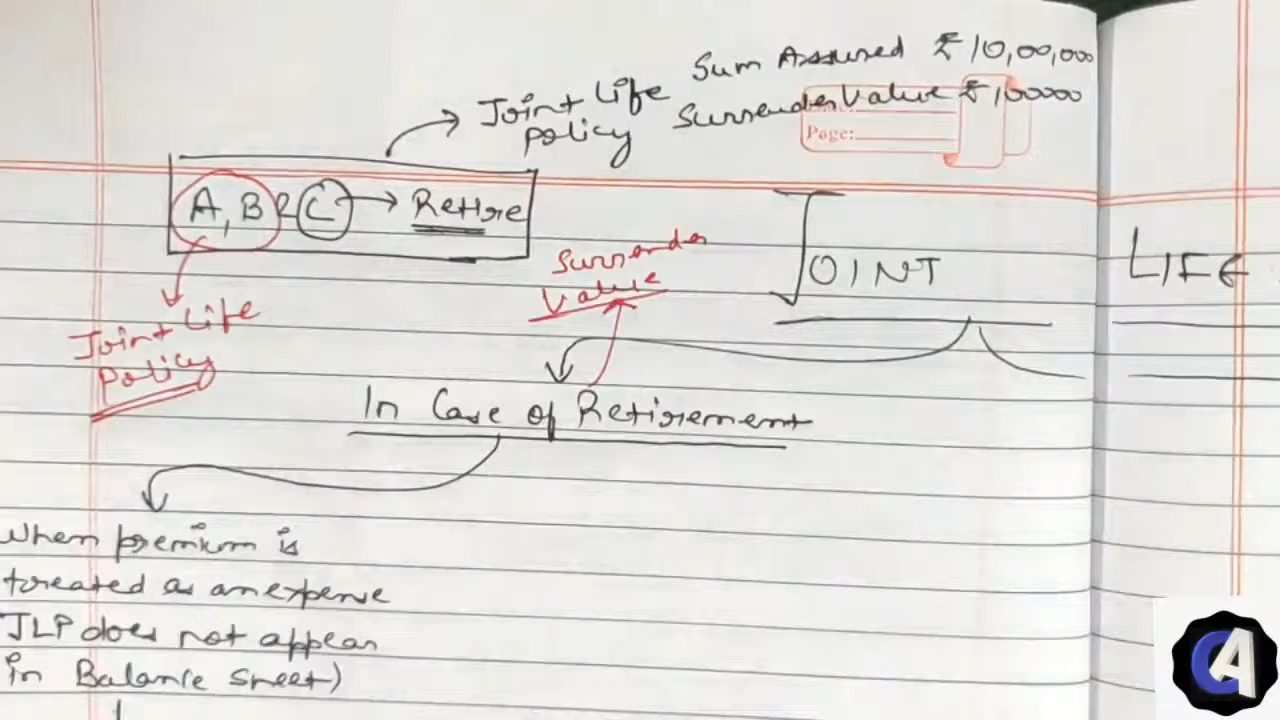 Sum Assured ₹10,00,000
Joint Life Surrender Value ₹100000
policy
Page:
A, B & C → Retire
Surrender
Value
JOINT LIFE
Joint Life
policy
In Case of Retirement
When premium is
treated as an expense
JLP does not appear
in Balance Sheet)
CA